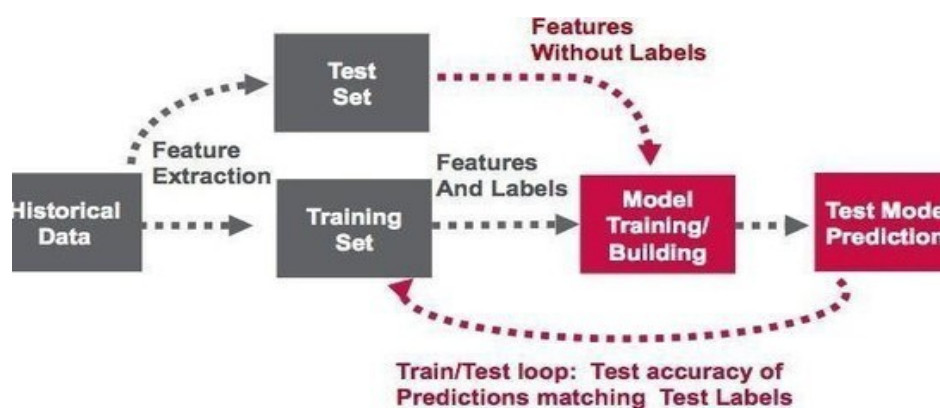 Features
Without Labels
Test
Set
Feature
Extraction
Features
And Labels
Historical
Data
Training
Set
Model
Training/
Building
Test Model
Prediction
Train/Test loop:  Test accuracy of
Predictions matching  Test Labels